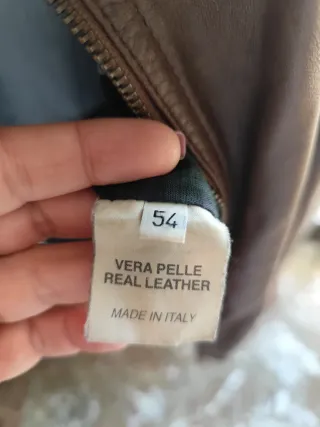 54
VERA PELLE
REAL LEATHER
MADE IN ITALY